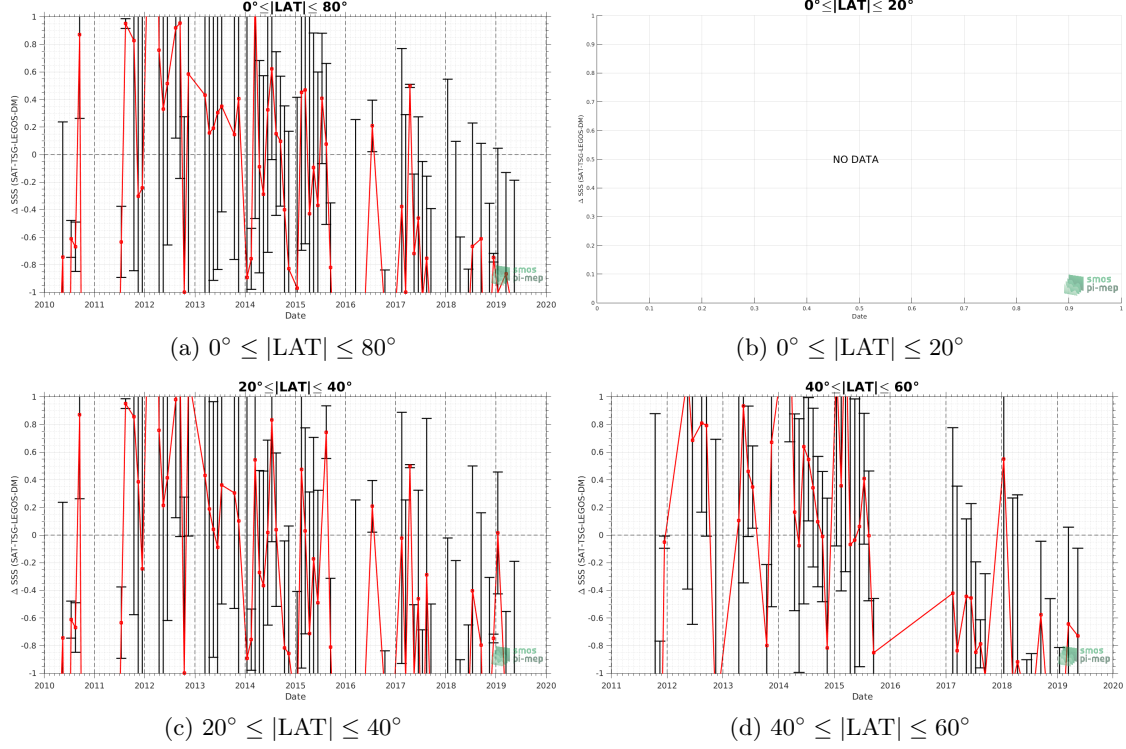 0°≤|LAT|≤ 80°
Δ SSS (SAT-TSG-LEGOS-DM)
1
0.8
0.6
0.4
0.2
0
-0.2
-0.4
-0.6
-0.8
-1
2010 2011 2012 2013 2014 2015 2016 2017 2018 2019 2020
Date
smos
pi-mep
(a) 0° ≤ |LAT| ≤ 80°
0°≤|LAT|≤ 20°
Δ SSS (SAT-TSG-LEGOS-DM)
1
0.9
0.8
0.7
0.6
0.5
0.4
0.3
0.2
0.1
0
NO DATA
0 0.1 0.2 0.3 0.4 0.5 0.6 0.7 0.8 0.9 1
Date
smos
pi-mep
(b) 0° ≤ |LAT| ≤ 20°
20°≤|LAT|≤ 40°
Δ SSS (SAT-TSG-LEGOS-DM)
1
0.8
0.6
0.4
0.2
0
-0.2
-0.4
-0.6
-0.8
-1
2010 2011 2012 2013 2014 2015 2016 2017 2018 2019 2020
Date
smos
pi-mep
(c) 20° ≤ |LAT| ≤ 40°
40°≤|LAT|≤ 60°
Δ SSS (SAT-TSG-LEGOS-DM)
1
0.8
0.6
0.4
0.2
0
-0.2
-0.4
-0.6
-0.8
-1
2011 2012 2013 2014 2015 2016 2017 2018 2019 2020
Date
smos
pi-mep
(d) 40° ≤ |LAT| ≤ 60°